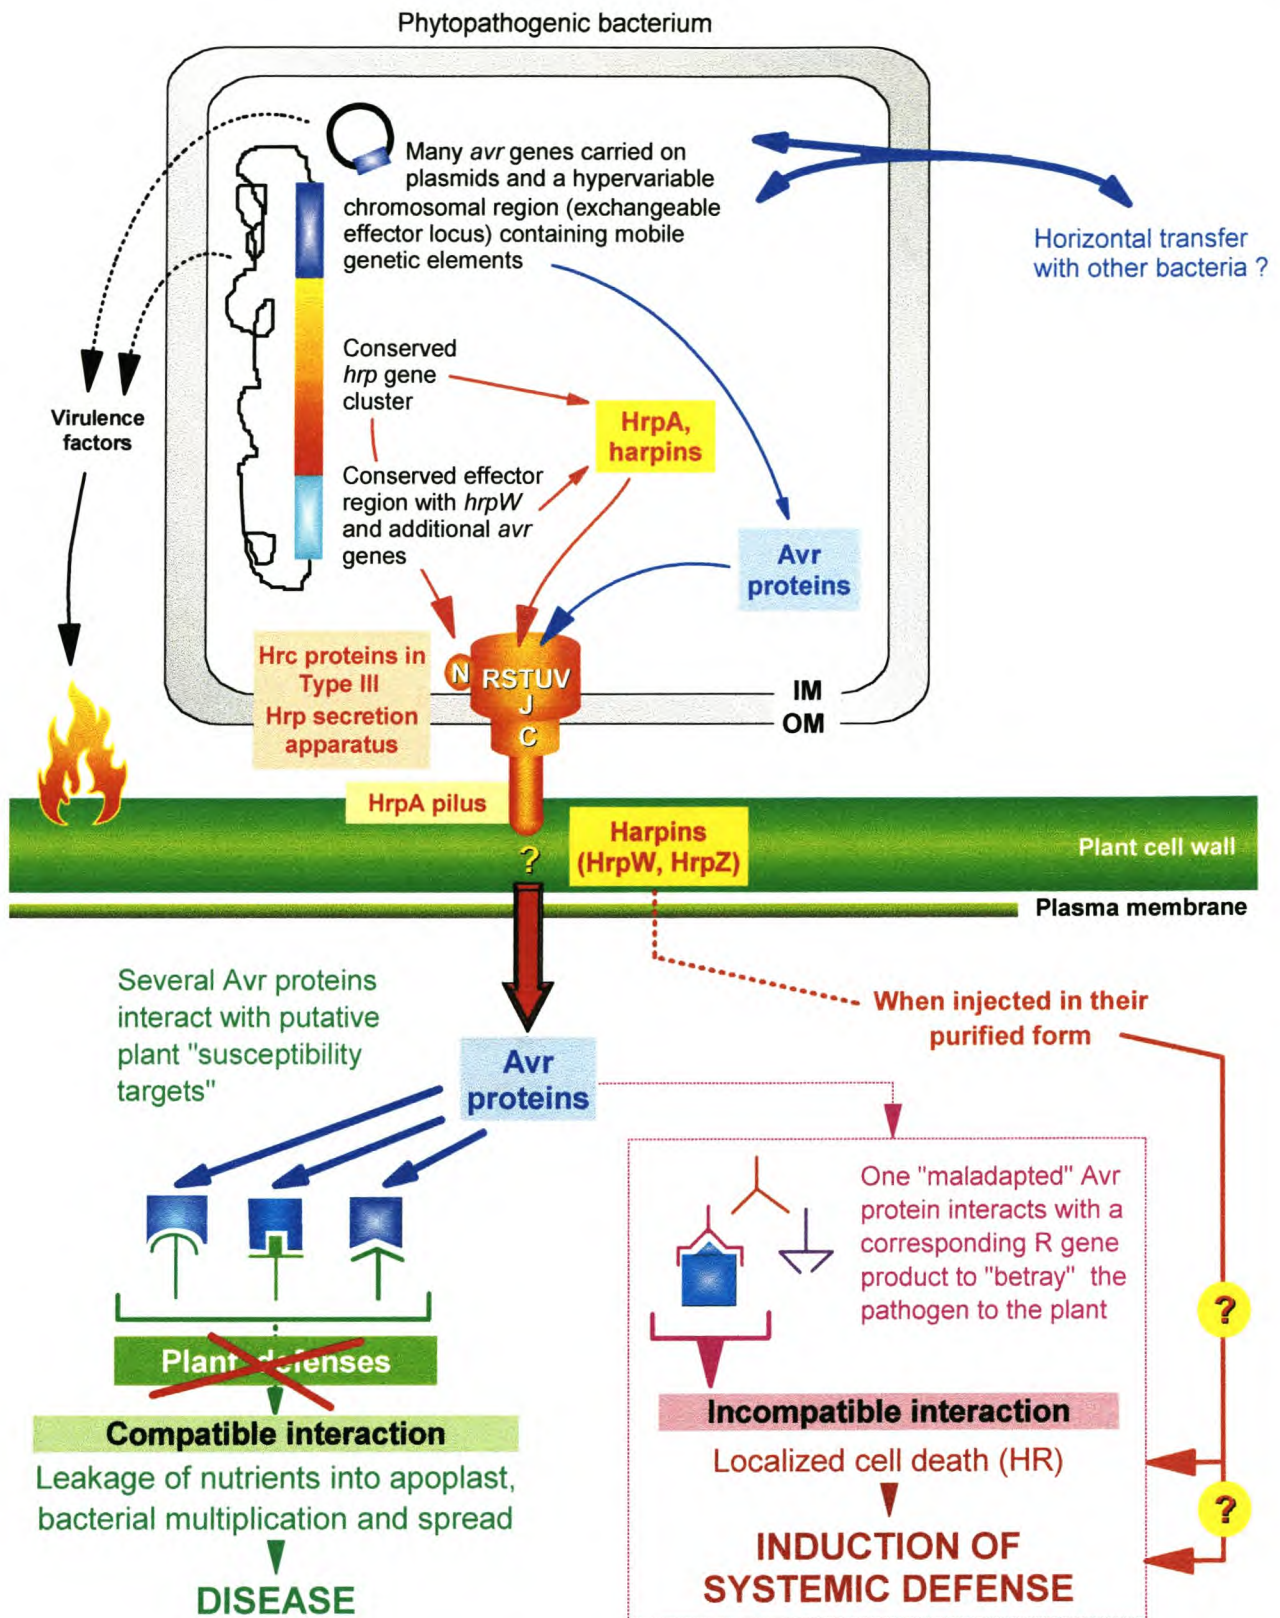 Phytopathogenic bacterium
Many avr genes carried on
plasmids and a hypervariable
chromosomal region (exchangeable
effector locus) containing mobile
genetic elements
Horizontal transfer
with other bacteria ?
Conserved
hrp gene
cluster
Virulence
factors
HrpA,
harpins
Conserved effector
region with hrpW
and additional avr
genes
Avr
proteins
Hrc proteins in
Type III
Hrp secretion
apparatus
N
RSTUV
J
C
IM
OM
HrpA pilus
?
Harpins
(HrpW, HrpZ)
Plant cell wall
Plasma membrane
Several Avr proteins
interact with putative
plant "susceptibility
targets"
Avr
proteins
When injected in their
purified form
One "maladapted" Avr
protein interacts with a
corresponding R gene
product to "betray" the
pathogen to the plant
?
Plant defenses
Compatible interaction
Leakage of nutrients into apoplast,
bacterial multiplication and spread
DISEASE
Incompatible interaction
Localized cell death (HR)
?
INDUCTION OF
SYSTEMIC DEFENSE